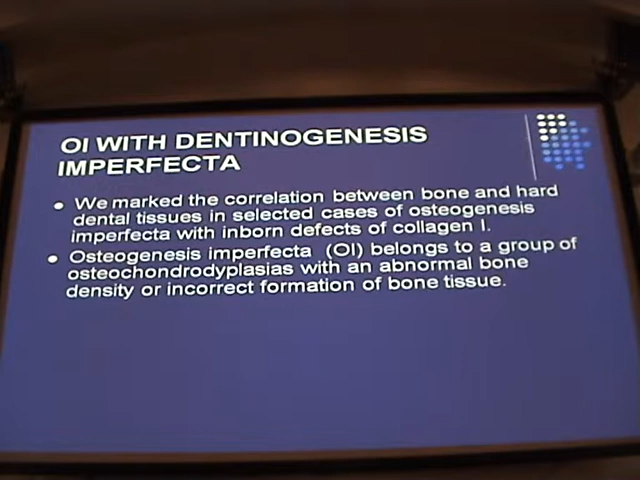 OI WITH DENTINOGENESIS
IMPERFECTA
• We marked the correlation between bone and hard
dental tissues in selected cases of osteogenesis
imperfecta with inborn defects of collagen I.
• Osteogenesis imperfecta (OI) belongs to a group of
osteochondrodyplasias with an abnormal bone
density or incorrect formation of bone tissue.